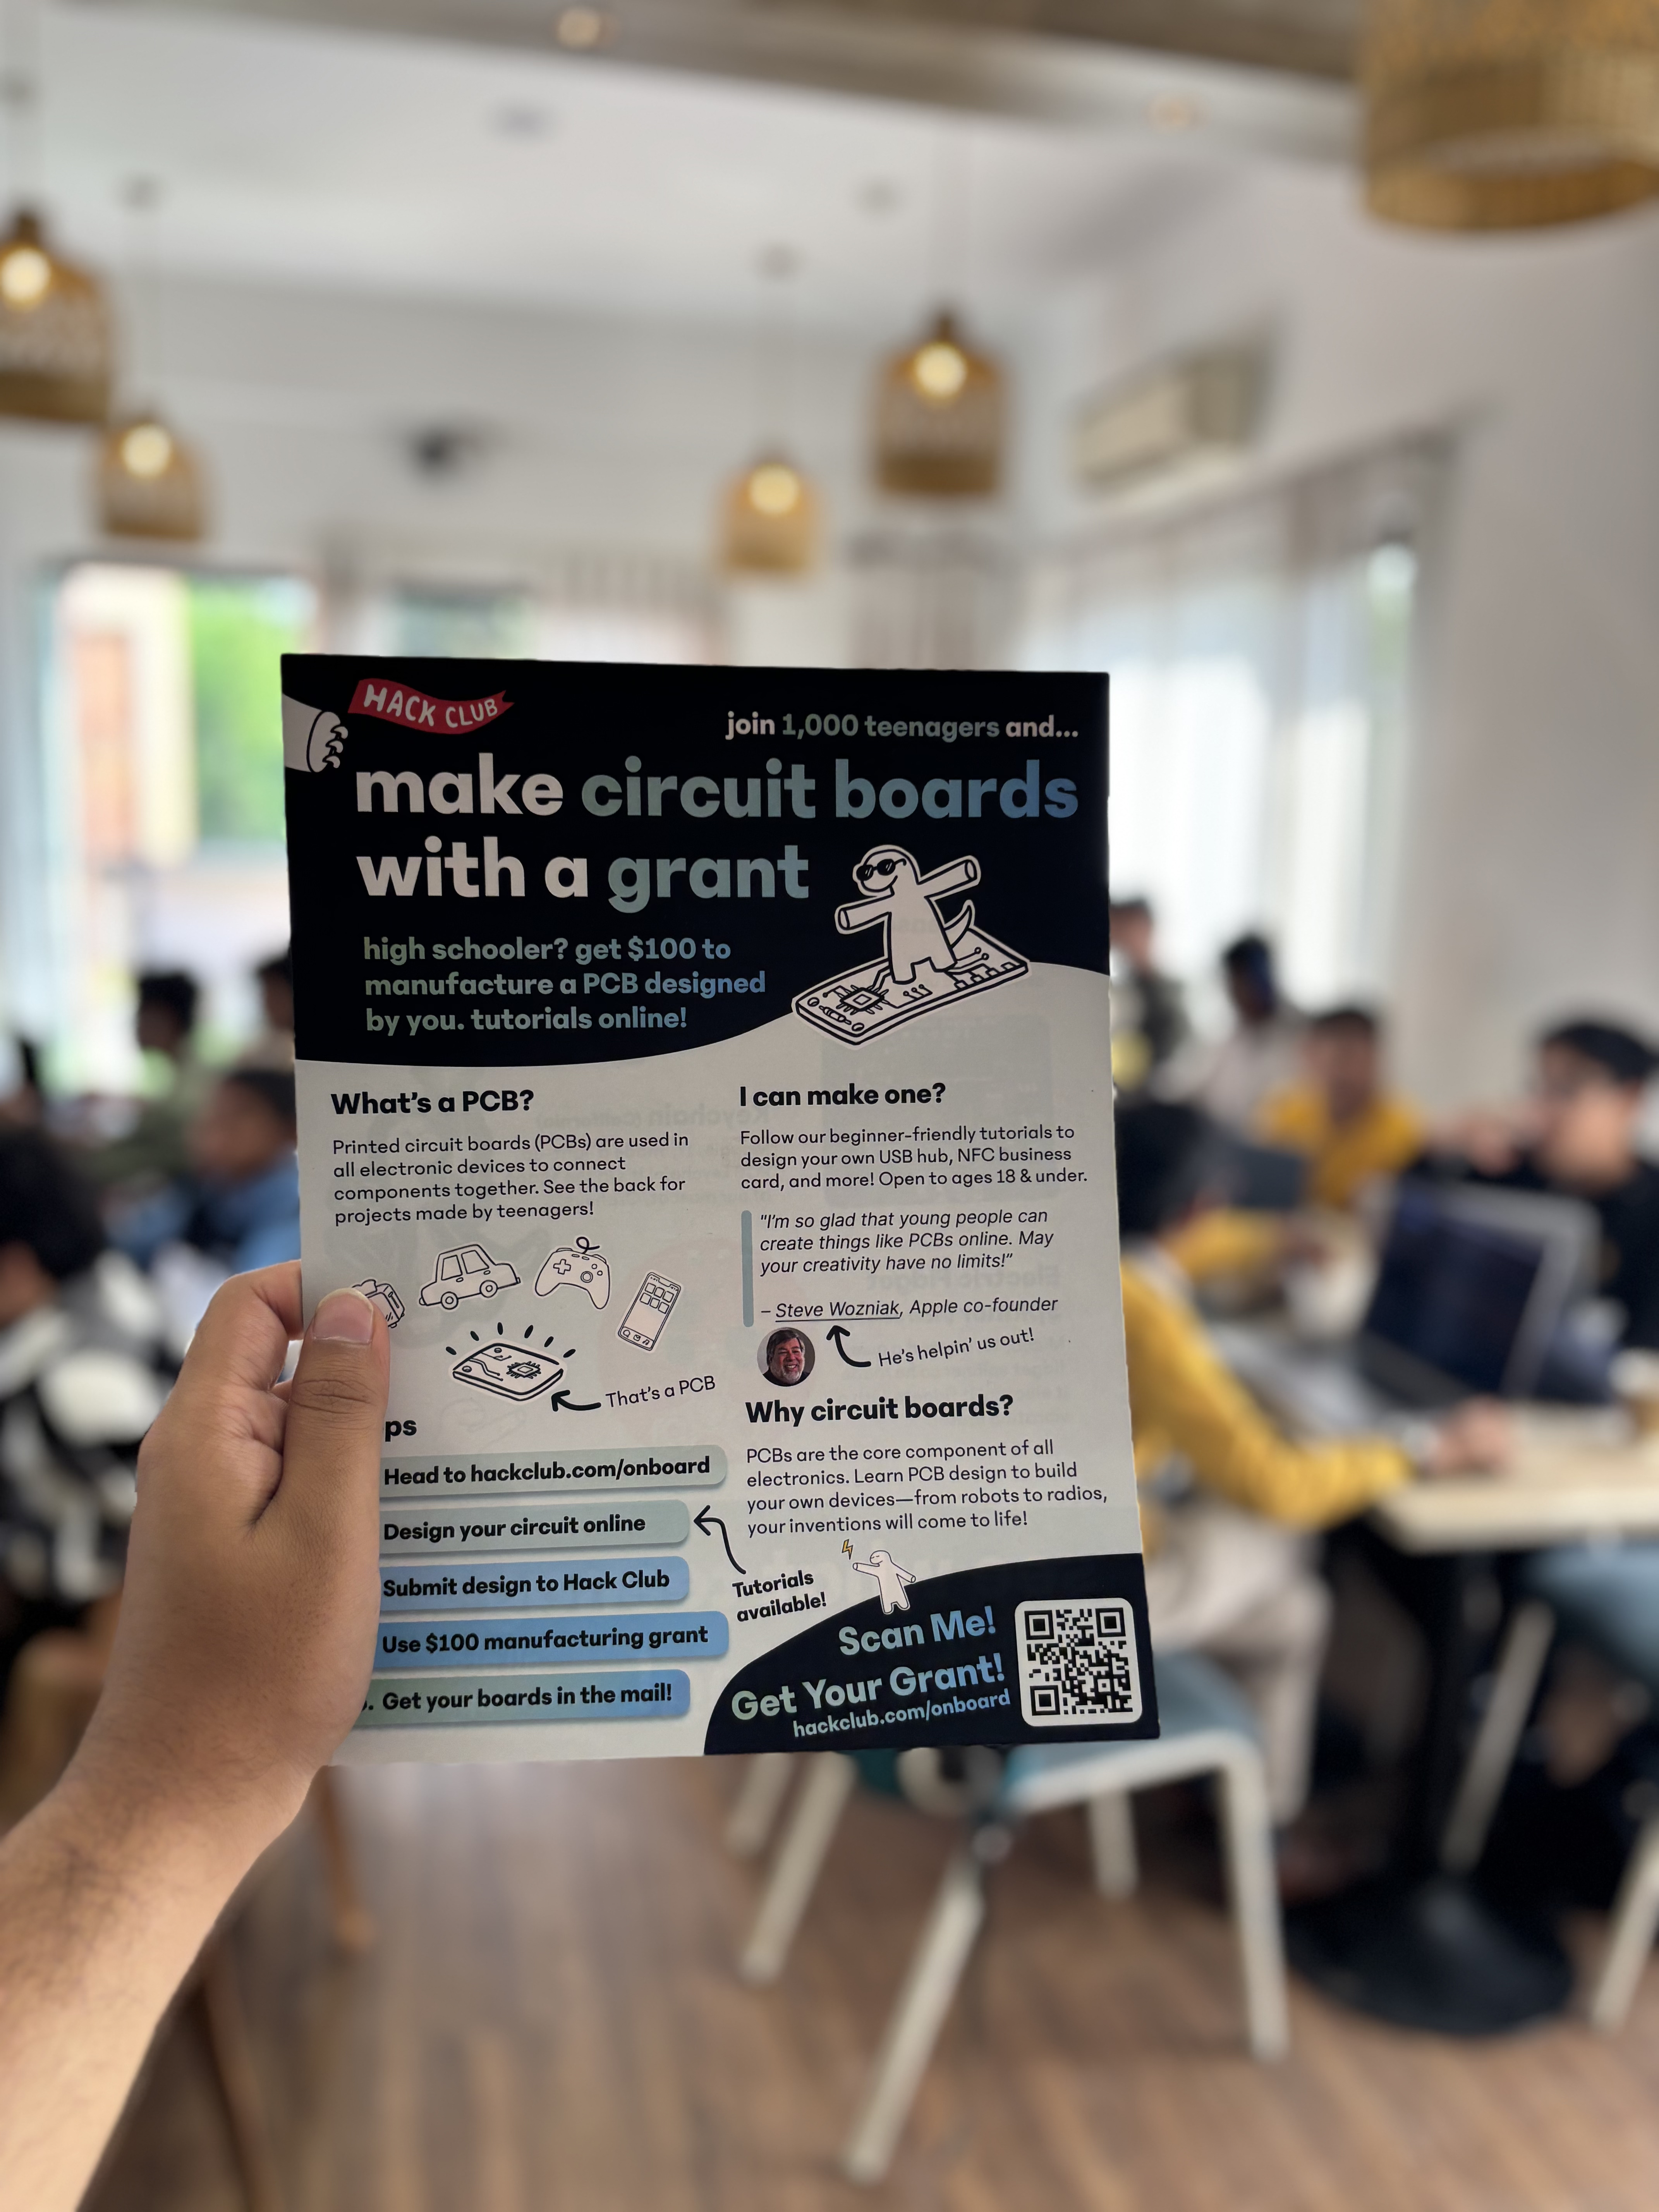 HACK CLUB
join 1,000 teenagers and...
make circuit boards
with a grant
high schooler? get $100 to
manufacture a PCB designed
by you. tutorials online!
What's a PCB?
Printed circuit boards (PCBs) are used in
all electronic devices to connect
components together. See the back for
projects made by teenagers!
That's a PCB
ps
Head to hackclub.com/onboard
Design your circuit online
Submit design to Hack Club
Use $100 manufacturing grant
. Get your boards in the mail!
Tutorials
available!
I can make one?
Follow our beginner-friendly tutorials to
design your own USB hub, NFC business
card, and more! Open to ages 18 & under.
"I'm so glad that young people can
create things like PCBs online. May
your creativity have no limits!"
– Steve Wozniak, Apple co-founder
He's helpin' us out!
Why circuit boards?
PCBs are the core component of all
electronics. Learn PCB design to build
your own devices—from robots to radios,
your inventions will come to life!
Scan Me!
Get Your Grant!
hackclub.com/onboard